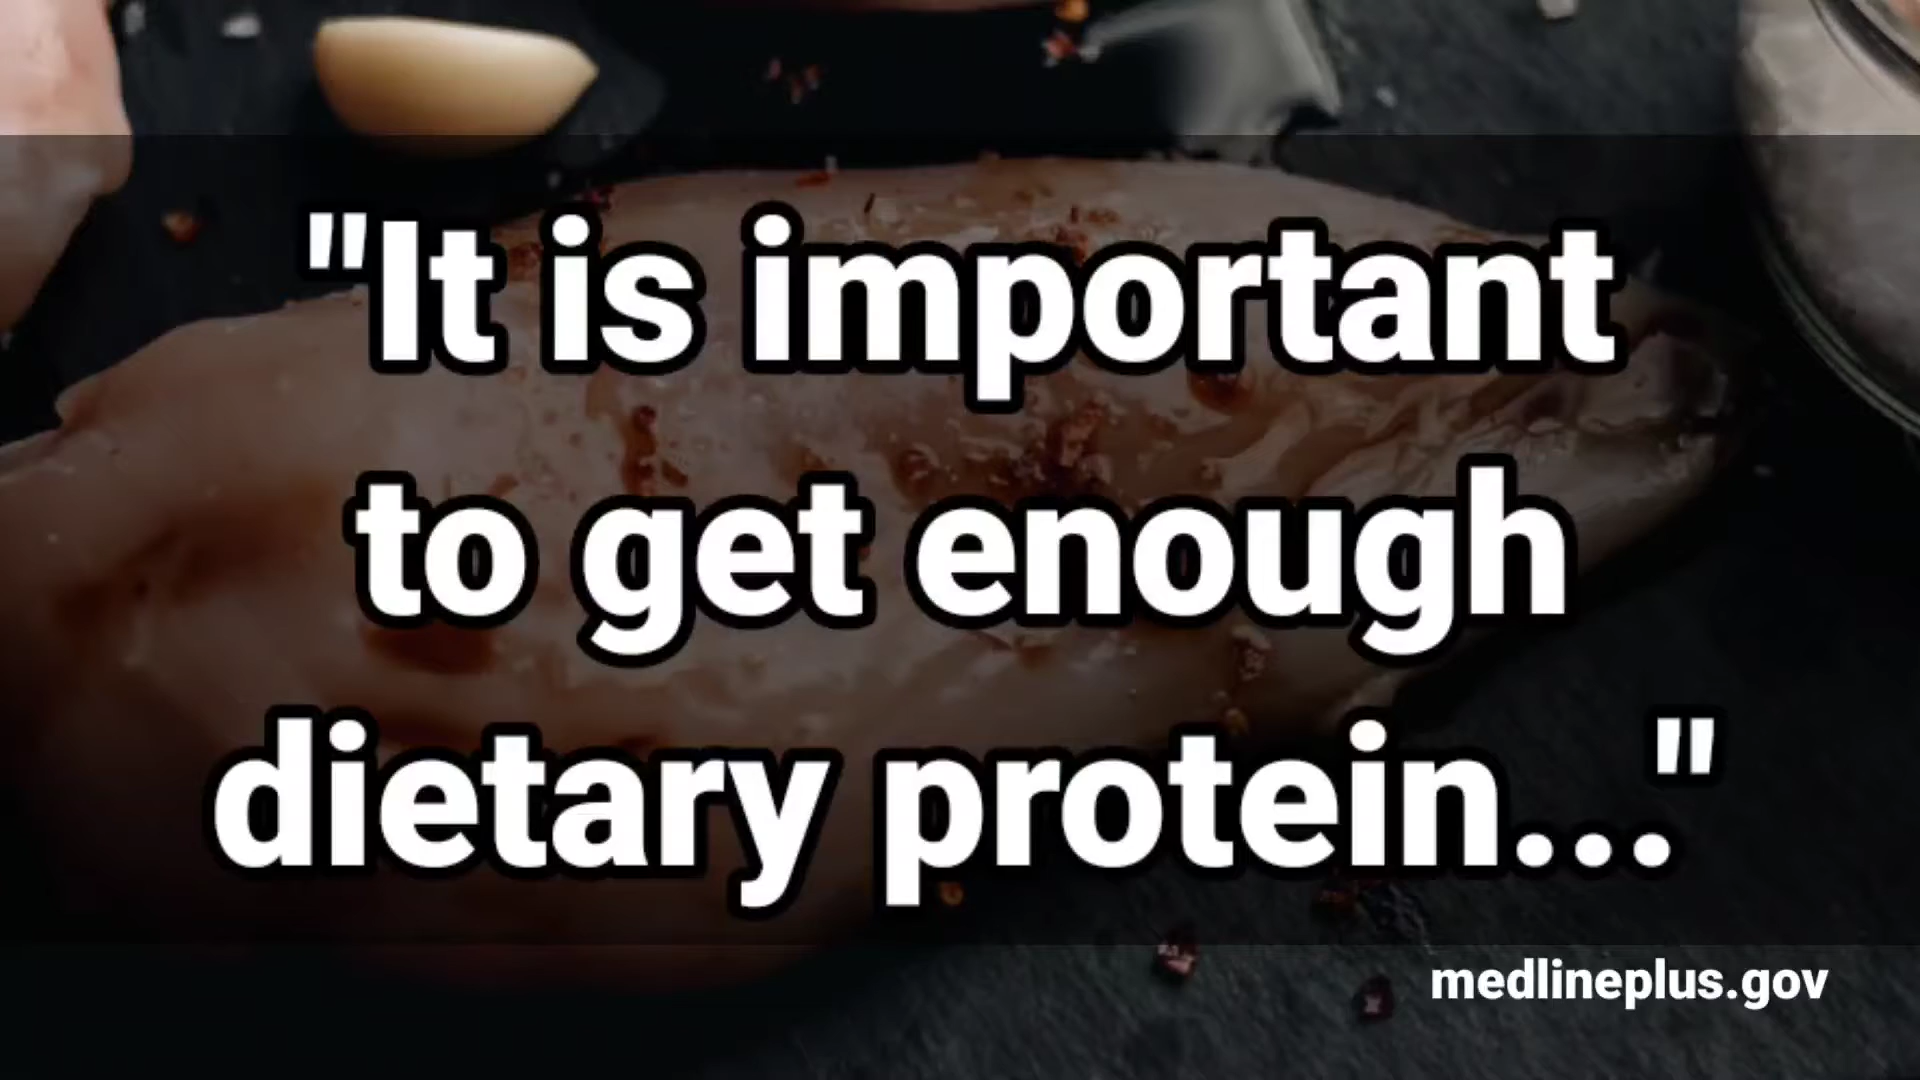 "It is important
to get enough
dietary protein..."
medlineplus.gov